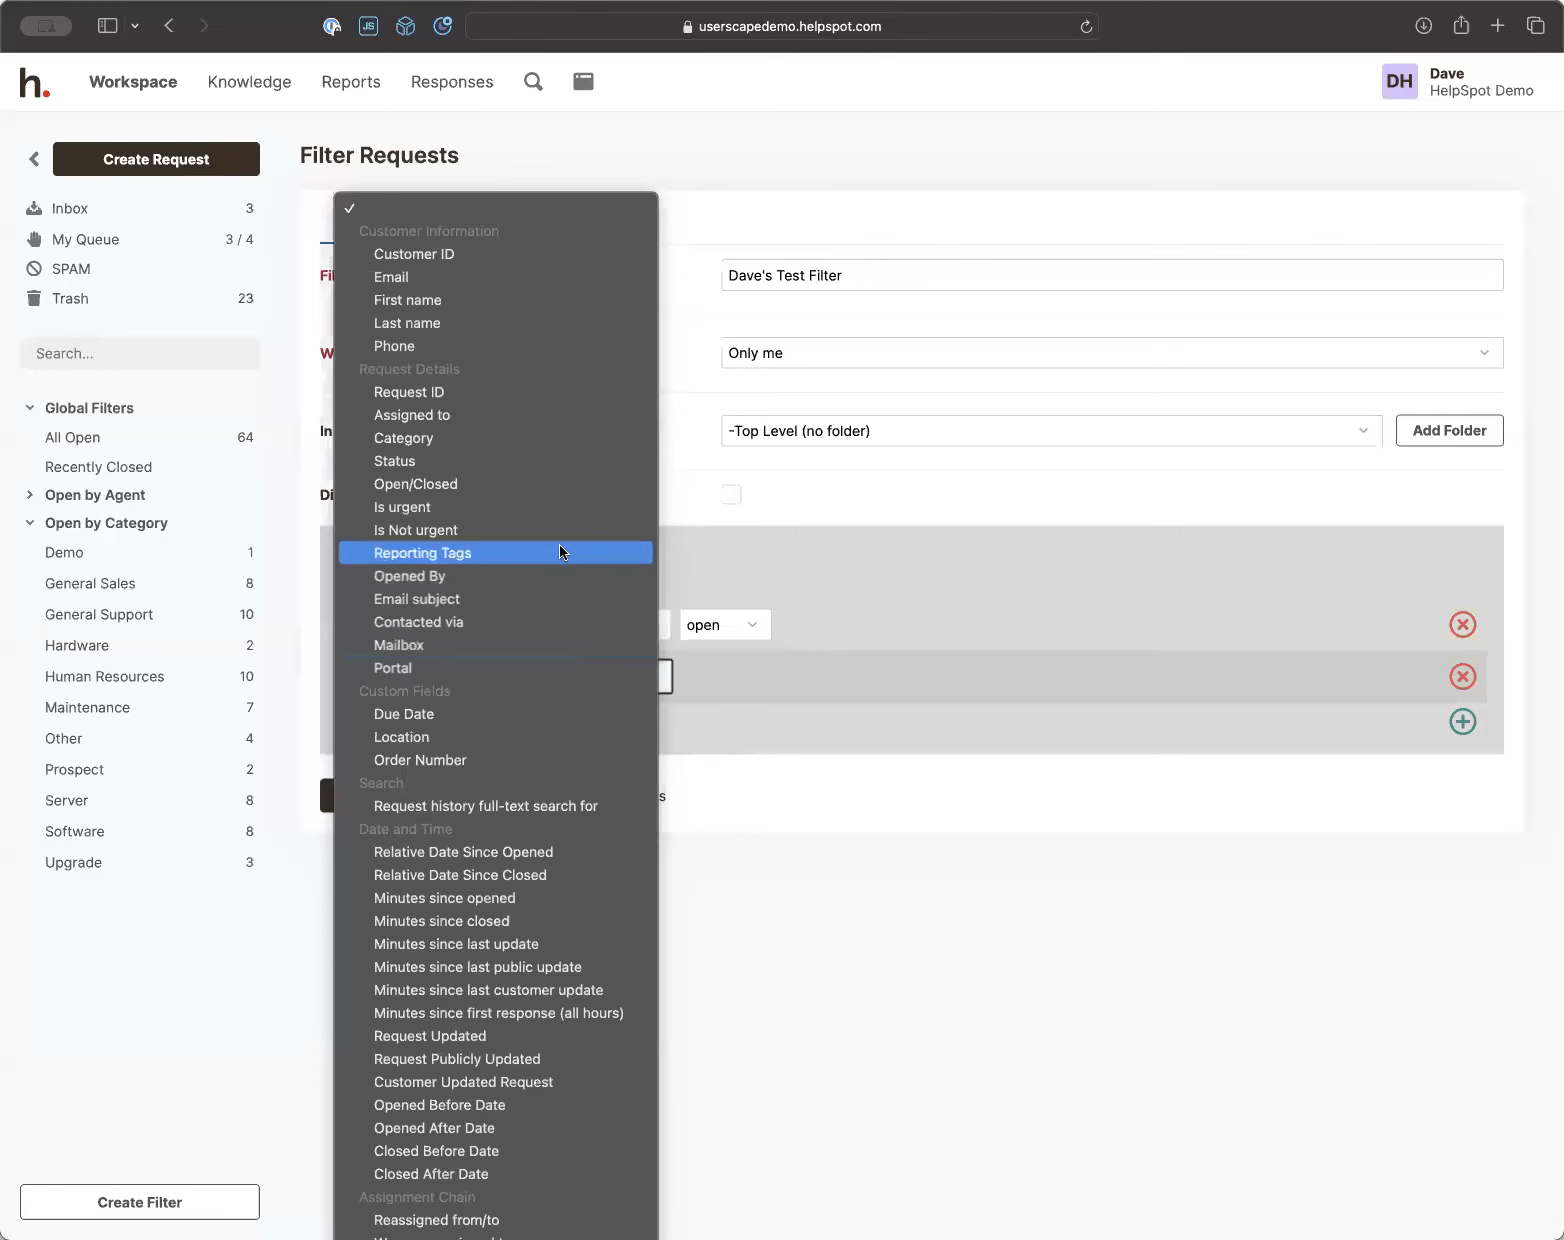 JS
userscapedemo.helpspot.com
h.
Workspace
Knowledge
Reports
Responses
DH
Dave
HelpSpot Demo
Create Request
Inbox 3
My Queue 3 / 4
SPAM
Trash 23
Search...
Global Filters
All Open 64
Recently Closed
Open by Agent
Open by Category
Demo 1
General Sales 8
General Support 10
Hardware 2
Human Resources 10
Maintenance 7
Other 4
Prospect 2
Server 8
Software 8
Upgrade 3
Create Filter
Filter Requests
Customer Information
Customer ID
Email
First name
Last name
Phone
Request Details
Request ID
Assigned to
Category
Status
Open/Closed
Is urgent
Is Not urgent
Reporting Tags
Opened By
Email subject
Contacted via
Mailbox
Portal
Custom Fields
Due Date
Location
Order Number
Search
Request history full-text search for
Date and Time
Relative Date Since Opened
Relative Date Since Closed
Minutes since opened
Minutes since closed
Minutes since last update
Minutes since last public update
Minutes since last customer update
Minutes since first response (all hours)
Request Updated
Request Publicly Updated
Customer Updated Request
Opened Before Date
Opened After Date
Closed Before Date
Closed After Date
Assignment Chain
Reassigned from/to
Fil
Dave's Test Filter
W
Only me
In
-Top Level (no folder)
Add Folder
Di
open
s